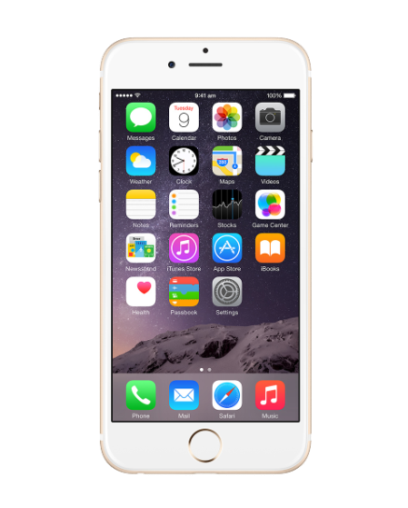 9:41 am 100%
Tuesday
9
Messages Calendar Photos Camera
Weather Clock Maps Videos
Notes Reminders Stocks Game Center
Newsstand iTunes Store App Store iBooks
Health Passbook Settings
Phone Mail Safari Music